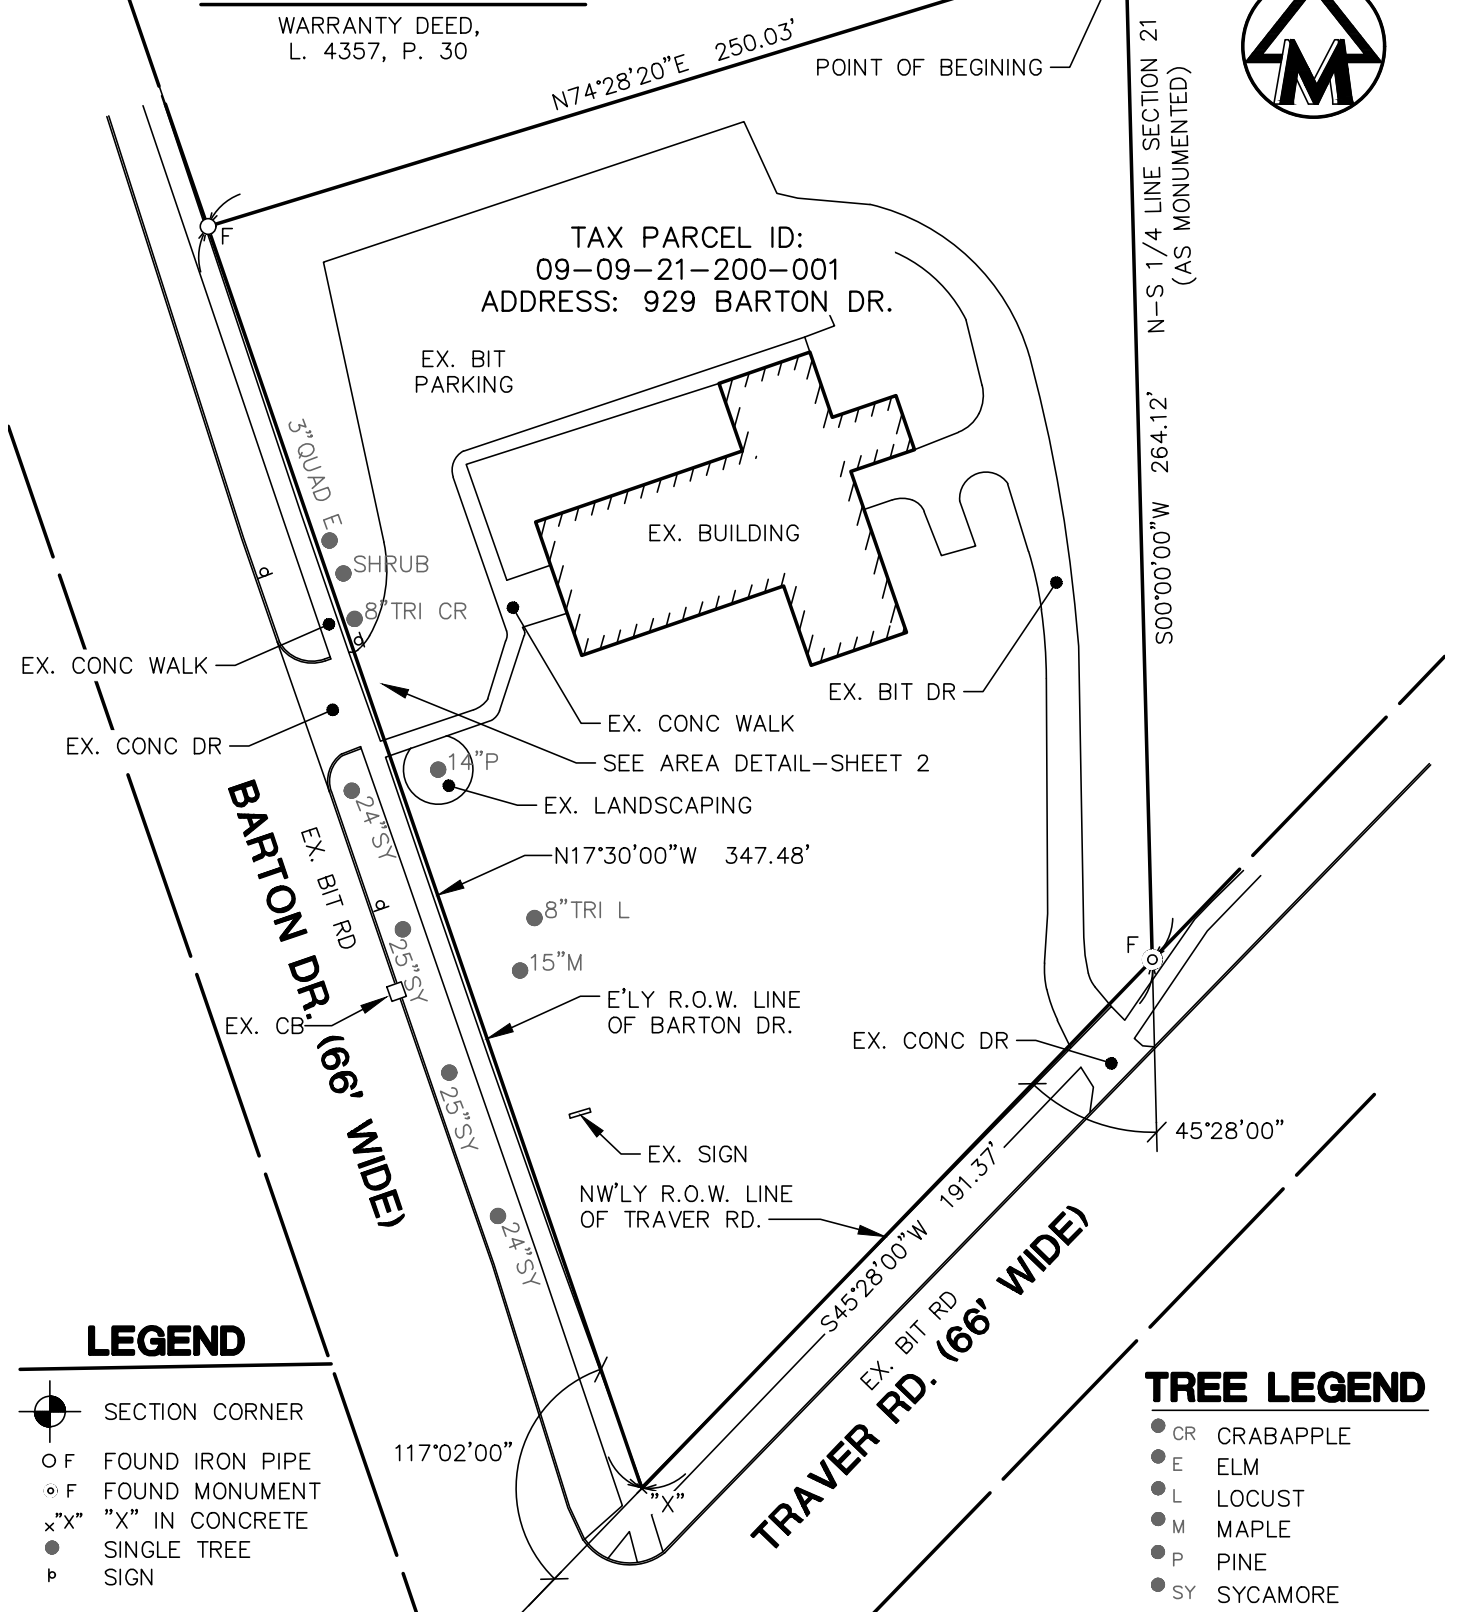 WARRANTY DEED,
L. 4357, P. 30
N74°28'20"E 250.03'
POINT OF BEGINING
N-S 1/4 LINE SECTION 21
(AS MONUMENTED)
M
F
TAX PARCEL ID:
09-09-21-200-001
ADDRESS: 929 BARTON DR.
EX. BIT
PARKING
3"QUAD E
SHRUB
8"TRI CR
EX. BUILDING
S00°00'00"W 264.12'
EX. CONC WALK
EX. CONC DR
EX. BIT DR
EX. CONC WALK
SEE AREA DETAIL-SHEET 2
14"P
EX. LANDSCAPING
24"SY
BARTON DR. (66' WIDE)
EX. BIT RD
N17°30'00"W 347.48'
8"TRI L
15"M
25"SY
EX. CB
E'LY R.O.W. LINE
OF BARTON DR.
F
EX. CONC DR
25"SY
EX. SIGN
45°28'00"
NW'LY R.O.W. LINE
OF TRAVER RD.
S45°28'00"W 191.37'
24"SY
EX. BIT RD
TRAVER RD. (66' WIDE)
117°02'00"
"X"
LEGEND
SECTION CORNER
F FOUND IRON PIPE
F FOUND MONUMENT
x"X" "X" IN CONCRETE
SINGLE TREE
SIGN
TREE LEGEND
CR CRABAPPLE
E ELM
L LOCUST
M MAPLE
P PINE
SY SYCAMORE